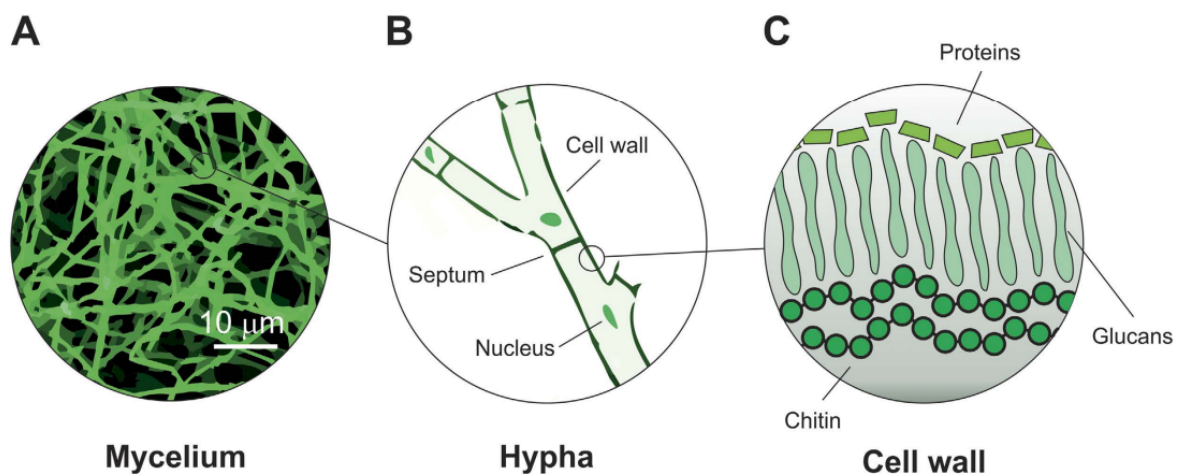 A
B
C
Proteins
Cell wall
Septum
10 μm
Nucleus
Glucans
Chitin
Mycelium
Hypha
Cell wall